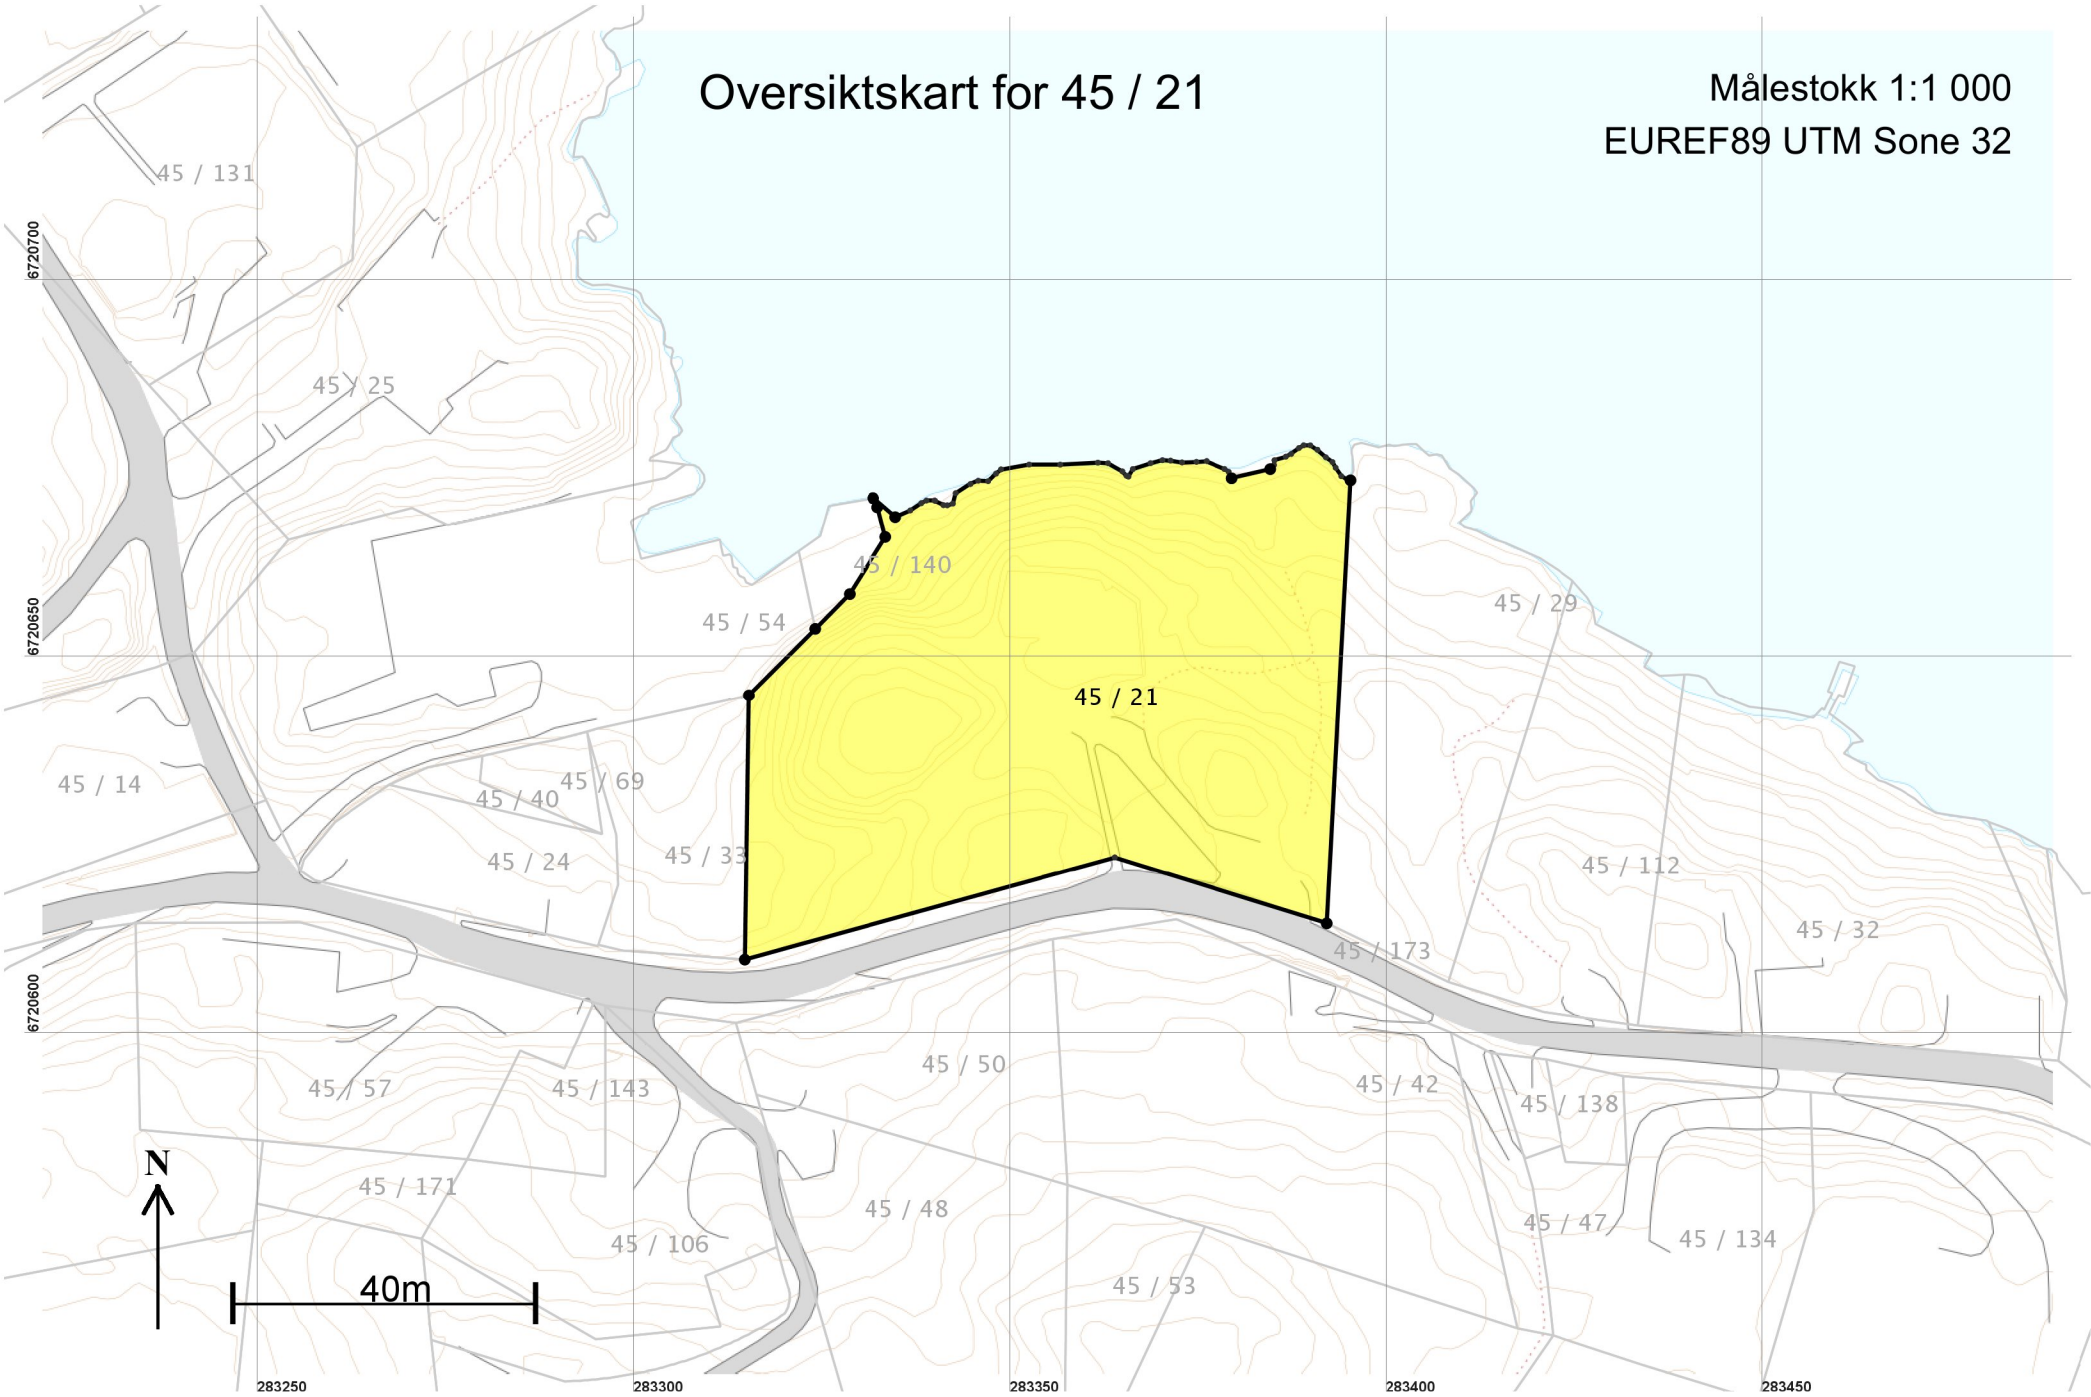 Oversiktskart for 45 / 21
Målestokk 1:1 000
EUREF89 UTM Sone 32
45 / 131
6720700
45 / 25
45 / 140
45 / 54
45 / 29
6720650
45 / 21
45 / 14
45 / 69
45 / 40
45 / 33
45 / 24
45 / 112
45 / 32
45 / 173
6720600
45 / 50
45 / 57
45 / 143
45 / 42
45 / 138
N
45 / 171
45 / 48
45 / 47
45 / 106
45 / 134
45 / 53
40m
283250
283300
283350
283400
283450